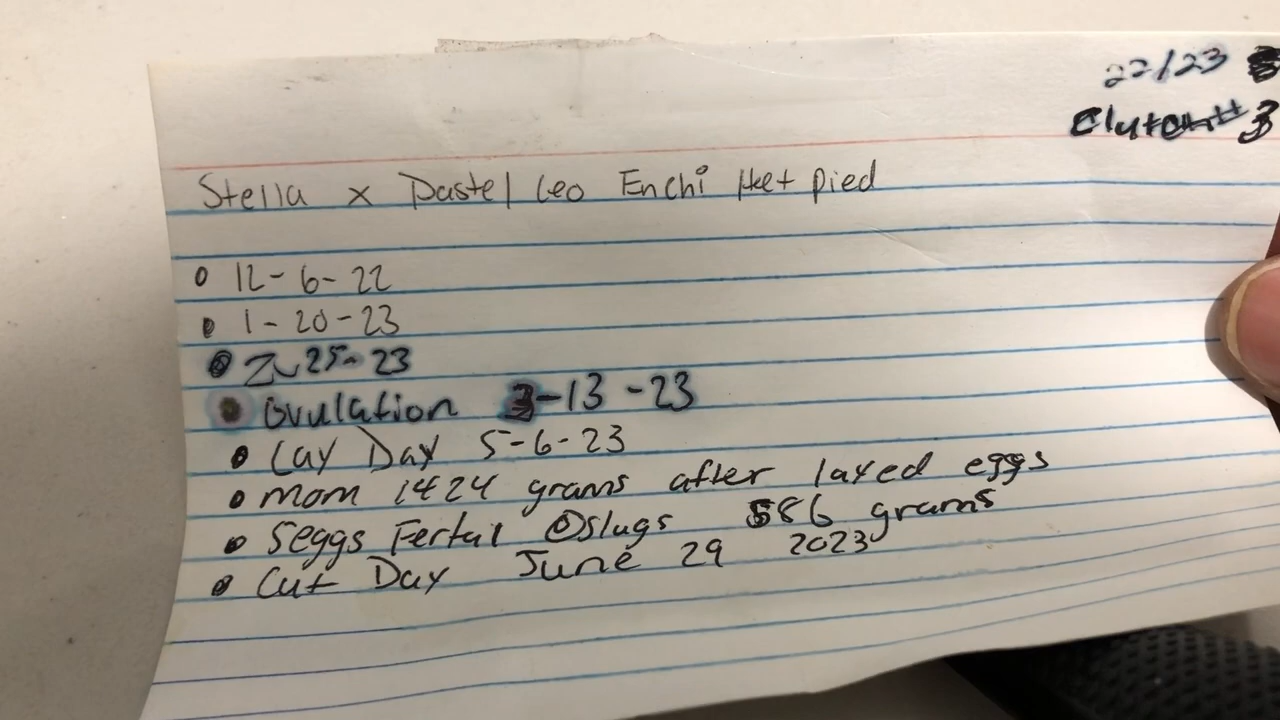 22/23
Clutch# 3
Stella x Pastel Leo Enchi Het Pied
12-6-22
1-20-23
2-25-23
Ovulation 3-13-23
Lay Day 5-6-23
Mom 1424 grams after layed eggs
5eggs Fertail 0slugs 586 grams
Cut Day June 29 2023